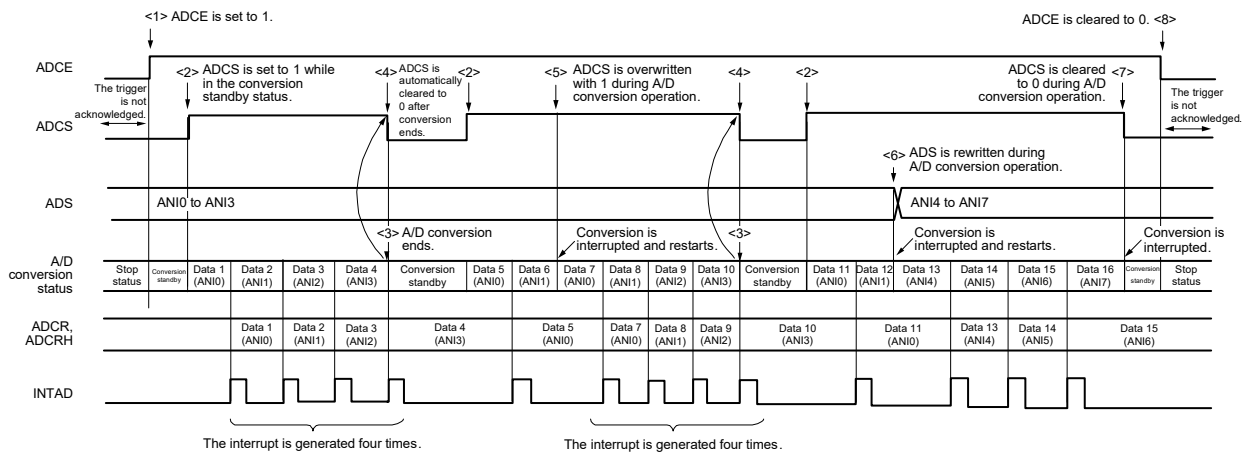 <1> ADCE is set to 1.
ADCE is cleared to 0. <8>
ADCE
The trigger
is not
acknowledged.
<2> ADCS is set to 1 while
in the conversion
standby status.
<4> ADCS is
automatically
cleared to
0 after
conversion
ends.
<2>
<5> ADCS is overwritten
with 1 during A/D
conversion operation.
<4>
<2>
ADCS is cleared <7>
to 0 during A/D
conversion operation.
The trigger
is not
acknowledged.
ADCS
<6> ADS is rewritten during
A/D conversion operation.
ADS
ANI0 to ANI3
ANI4 to ANI7
<3> A/D conversion
ends.
Conversion is
interrupted and restarts.
<3>
Conversion is
interrupted and restarts.
Conversion is
interrupted.
A/D
conversion
status
Stop
status
Conversion
standby
Data 1
(ANI0)
Data 2
(ANI1)
Data 3
(ANI2)
Data 4
(ANI3)
Conversion
standby
Data 5
(ANI0)
Data 6
(ANI1)
Data 7
(ANI0)
Data 8
(ANI1)
Data 9
(ANI2)
Data 10
(ANI3)
Conversion
standby
Data 11
(ANI0)
Data 12
(ANI1)
Data 13
(ANI4)
Data 14
(ANI5)
Data 15
(ANI6)
Data 16
(ANI7)
Conversion
standby
Stop
status
ADCR,
ADCRH
Data 1
(ANI0)
Data 2
(ANI1)
Data 3
(ANI2)
Data 4
(ANI3)
Data 5
(ANI0)
Data 7
(ANI0)
Data 8
(ANI1)
Data 9
(ANI2)
Data 10
(ANI3)
Data 11
(ANI0)
Data 13
(ANI4)
Data 14
(ANI5)
Data 15
(ANI6)
INTAD
The interrupt is generated four times.
The interrupt is generated four times.